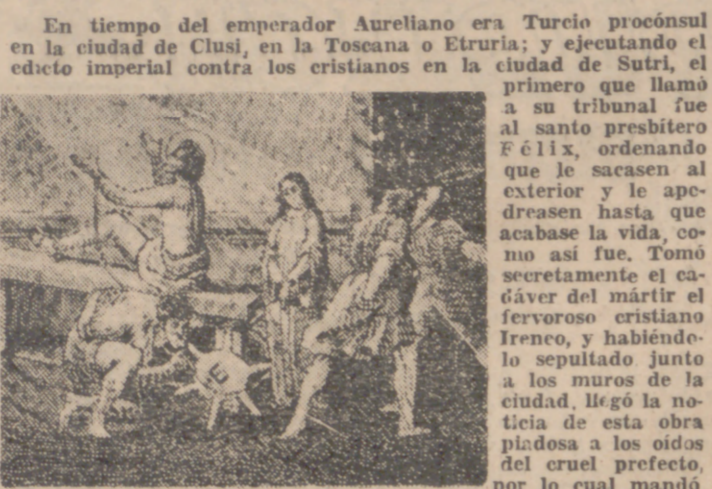 En tiempo del emperador Aureliano era Turcio procónsul
en la ciudad de Clusi, en la Toscana o Etruria; y ejecutando el
edicto imperial contra los cristianos en la ciudad de Sutri, el
primero que llamó
a su tribunal fue
al santo presbítero
Félix, ordenando
que le sacasen al
exterior y le ape-
dreasen hasta que
acabase la vida, co-
mo así fue. Tomó
secretamente el ca-
dáver del mártir el
fervoroso cristiano
Ireneo, y habiéndo-
lo sepultado junto
a los muros de la
ciudad, llegó la no-
ticia de esta obra
piadosa a los oídos
del cruel prefecto,
por lo cual mandó